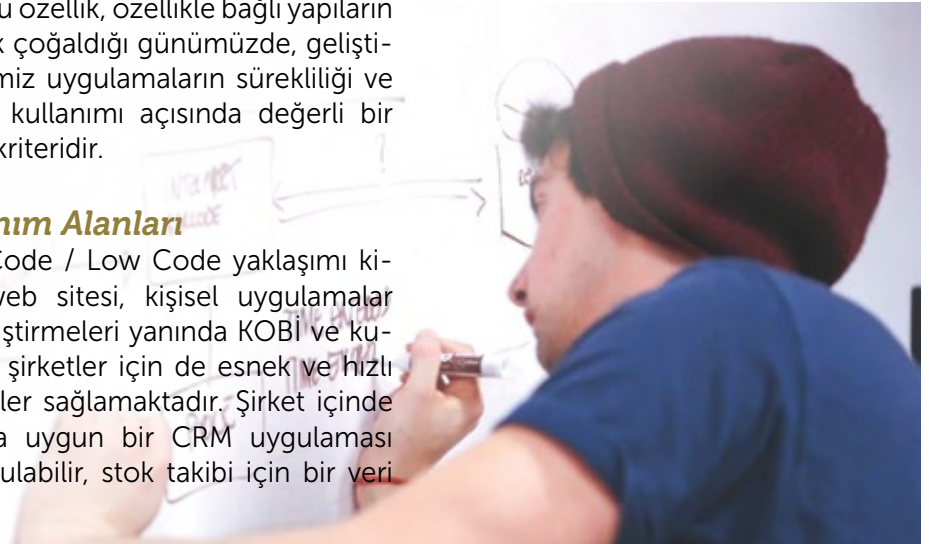 u özellik, özellikle bağlı yapıların
k çoğaldığı günümüzde, gelişti-
miz uygulamaların sürekliliği ve
kullanımı açısında değerli bir
kriteridir.
nım Alanları
Code / Low Code yaklaşımı ki-
veb sitesi, kişisel uygulamalar
iştirmeleri yanında KOBİ ve ku-
şirketler için de esnek ve hızlı
ler sağlamaktadır. Şirket içinde
a uygun bir CRM uygulaması
ulabilir, stok takibi için bir veri
INTERNET